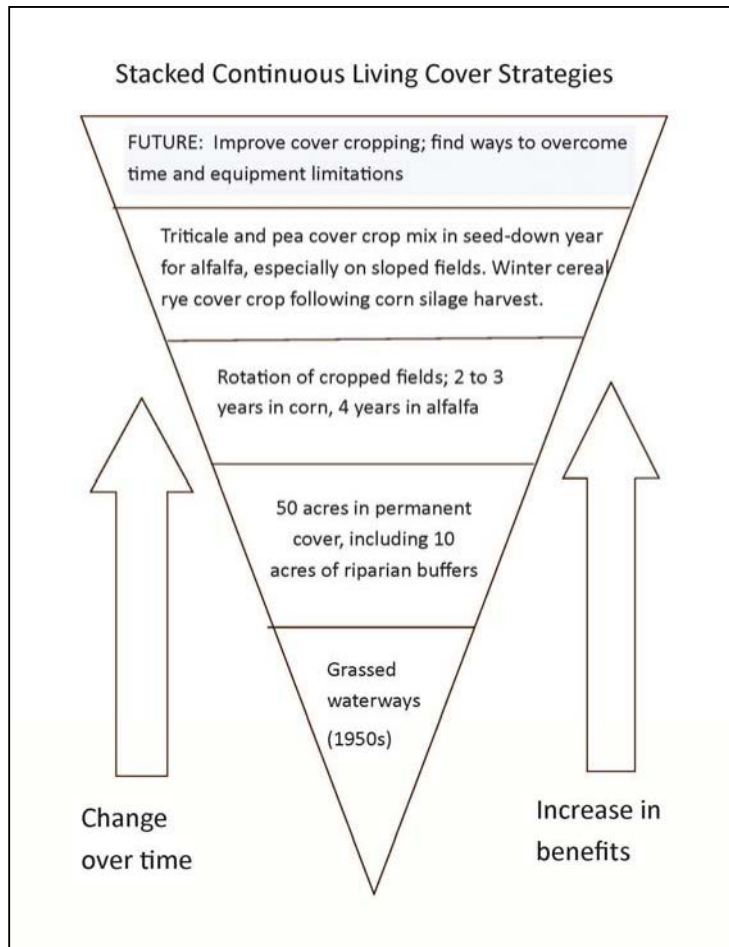 Stacked Continuous Living Cover Strategies
FUTURE: Improve cover cropping; find ways to overcome
time and equipment limitations
Triticale and pea cover crop mix in seed-down year
for alfalfa, especially on sloped fields. Winter cereal
rye cover crop following corn silage harvest.
Rotation of cropped fields; 2 to 3
years in corn, 4 years in alfalfa
50 acres in permanent
cover, including 10
acres of riparian buffers
Grassed
waterways
(1950s)
Change
over time
Increase in
benefits